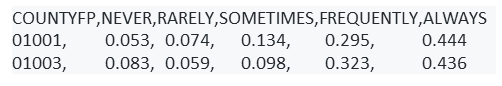 COUNTYFP,NEVER,RARELY,SOMETIMES,FREQUENTLY,ALWAYS
01001, 0.053, 0.074, 0.134, 0.295, 0.444
01003, 0.083, 0.059, 0.098, 0.323, 0.436